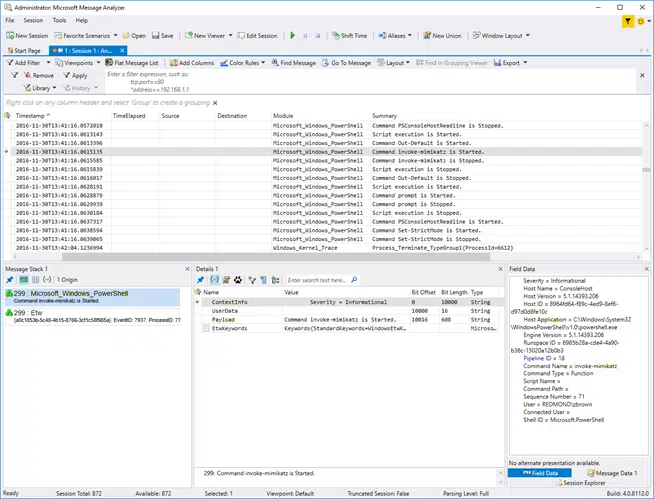 Administrator: Microsoft Message Analyzer
File Session Tools Help
New Session Favorite Scenarios Open Save New Viewer Edit Session Shift Time Aliases New Union Window Layout
Start Page 1 : Session 1 : An...
Add Filter Viewpoints Flat Message List Add Columns Color Rules Find Message Go To Message Layout Find in Grouping Viewer Export
Remove Apply
Library History
Enter a filter expression, such as:
tcp.port==80
*address==192.168.1.1
Right click on any column header and select 'Group' to create a grouping
Timestamp TimeElapsed Source Destination Module Summary
2016-11-30T13:41:16.0572010 Microsoft_Windows_PowerShell Command PSConsoleHostReadline is Stopped.
2016-11-30T13:41:16.0613143 Microsoft_Windows_PowerShell Script execution is Started.
2016-11-30T13:41:16.0613396 Microsoft_Windows_PowerShell Command Out-Default is Started.
2016-11-30T13:41:16.0615135 Microsoft_Windows_PowerShell Command invoke-mimikatz is Started.
2016-11-30T13:41:16.0615585 Microsoft_Windows_PowerShell Command invoke-mimikatz is Stopped.
2016-11-30T13:41:16.0615839 Microsoft_Windows_PowerShell Script execution is Stopped.
2016-11-30T13:41:16.0616017 Microsoft_Windows_PowerShell Command Out-Default is Stopped.
2016-11-30T13:41:16.0628191 Microsoft_Windows_PowerShell Script execution is Started.
2016-11-30T13:41:16.0628879 Microsoft_Windows_PowerShell Command prompt is Started.
2016-11-30T13:41:16.0629939 Microsoft_Windows_PowerShell Command prompt is Stopped.
2016-11-30T13:41:16.0630184 Microsoft_Windows_PowerShell Script execution is Stopped.
2016-11-30T13:41:16.0637317 Microsoft_Windows_PowerShell Command PSConsoleHostReadline is Started.
2016-11-30T13:41:16.0638594 Microsoft_Windows_PowerShell Command Set-StrictMode is Started.
2016-11-30T13:41:16.0639065 Microsoft_Windows_PowerShell Command Set-StrictMode is Stopped.
2016-11-30T13:42:04.1236994 Windows_Kernel_Trace Process_Terminate_TypeGroup1(ProcessId=6612)
Message Stack 1
1 Origin
299 : Microsoft_Windows_PowerShell
Command invoke-mimikatz is Started.
299 : Etw
EventID: 7937, ProcessID: 77
Details 1
Enter search text...
Name Value Bit Offset Bit Length Type
ContextInfo Severity = Informational 0 10000 String
UserData 10000 16 String
Payload Command invoke-mimikatz is Started. 10016 608 String
EtwKeywords Keywords{StandardKeywords=WindowsEtwK... Microso...
299: Command invoke-mimikatz is Started.
Field Data
Severity = Informational
Host Name = ConsoleHost
Host Version = 5.1.14393.206
Host Application = C:\Windows\System32
\WindowsPowerShell\v1.0\powershell.exe
Engine Version = 5.1.14393.206
Pipeline ID = 18
Command Name = invoke-mimikatz
Command Type = Function
Script Name =
Command Path =
Sequence Number = 71
User = REDMOND\zbrown
Connected User =
Shell ID = Microsoft.PowerShell
No alternate presentation available.
Field Data Message Data 1
Session Explorer
Ready Session Total: 872 Available: 872 Selected: 1 Viewpoint: Default Truncated Session: False Parsing Level: Full Build: 4.0.8112.0